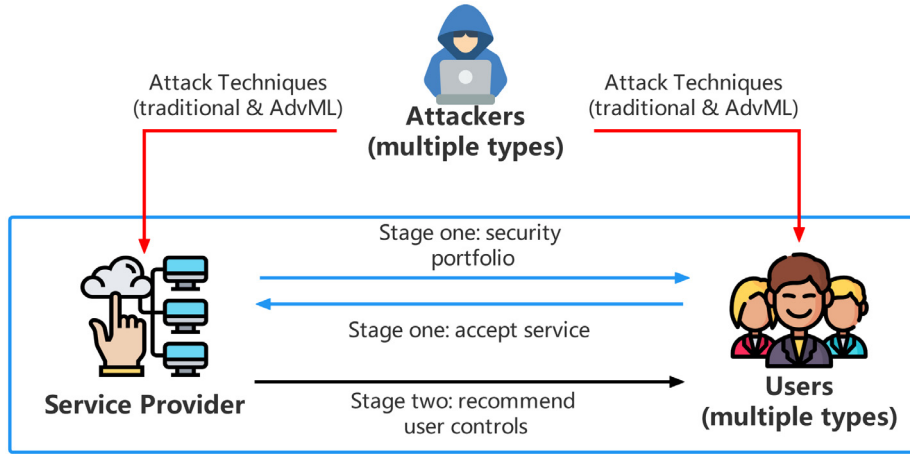 Attack Techniques
(traditional & AdvML)
Attackers
(multiple types)
Attack Techniques
(traditional & AdvML)
Stage one: security
portfolio
Stage one: accept service
Service Provider
Stage two: recommend
user controls
Users
(multiple types)